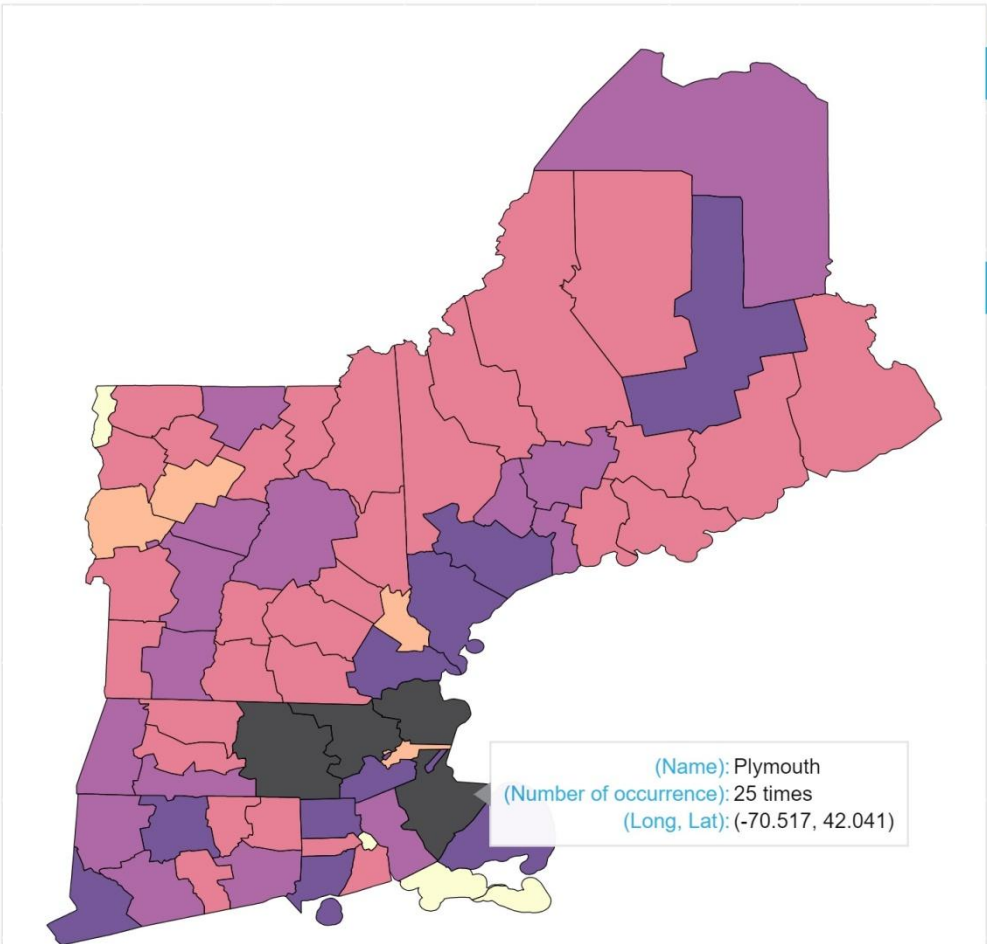 (Name): Plymouth
(Number of occurrence): 25 times
(Long, Lat): (-70.517, 42.041)